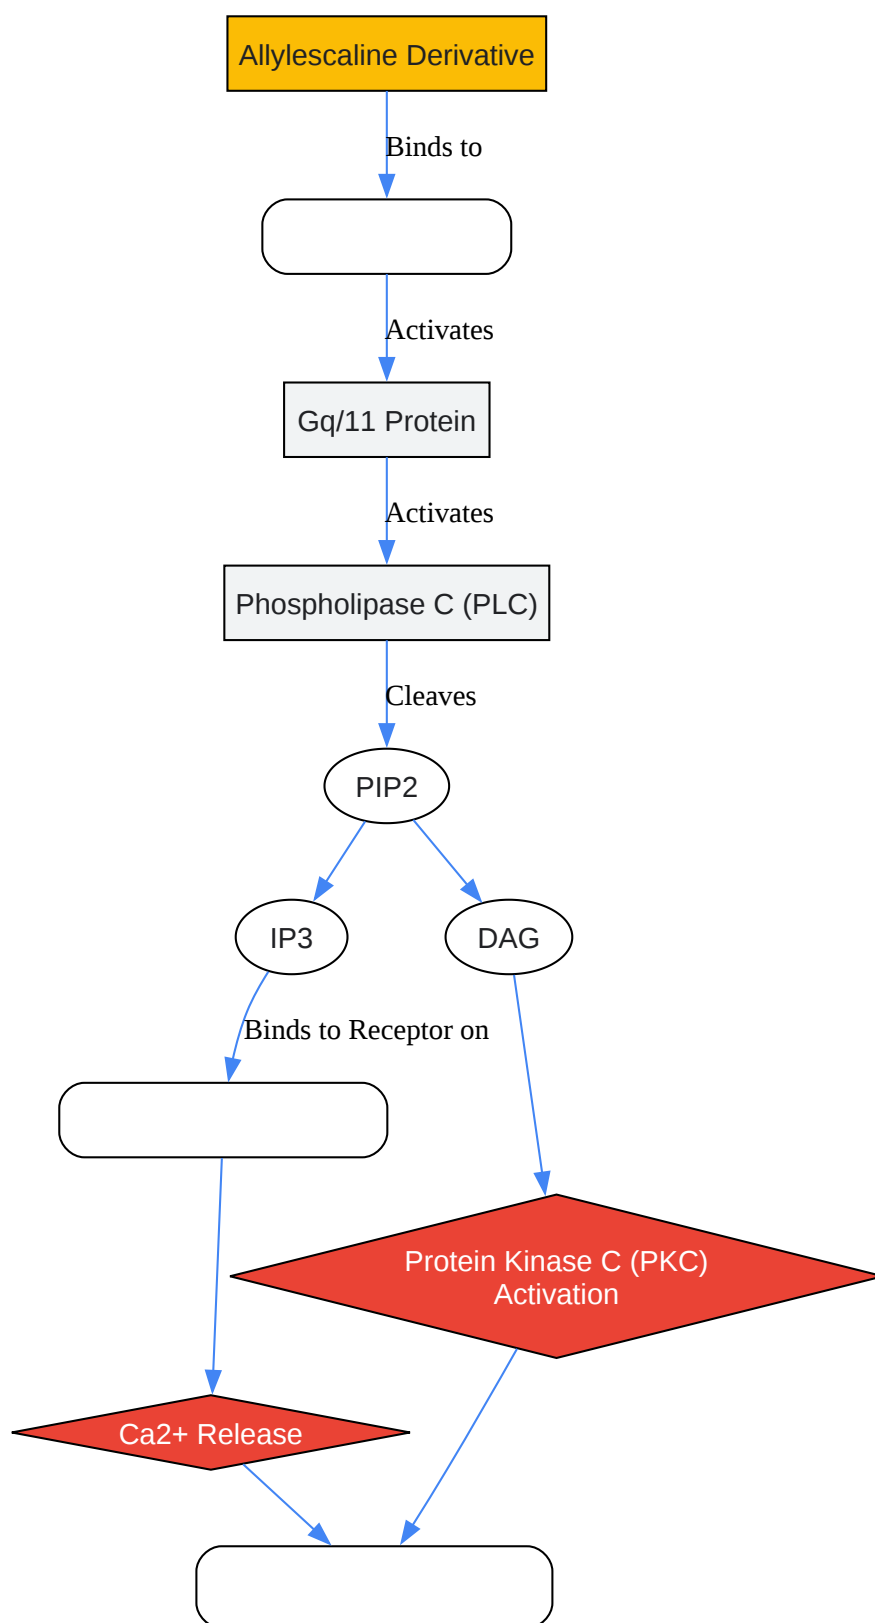 Allylescaline Derivative
Binds to
Activates
Gq/11 Protein
Activates
Phospholipase C (PLC)
Cleaves
PIP2
IP3
DAG
Binds to Receptor on
Protein Kinase C (PKC)
Activation
Ca2+ Release